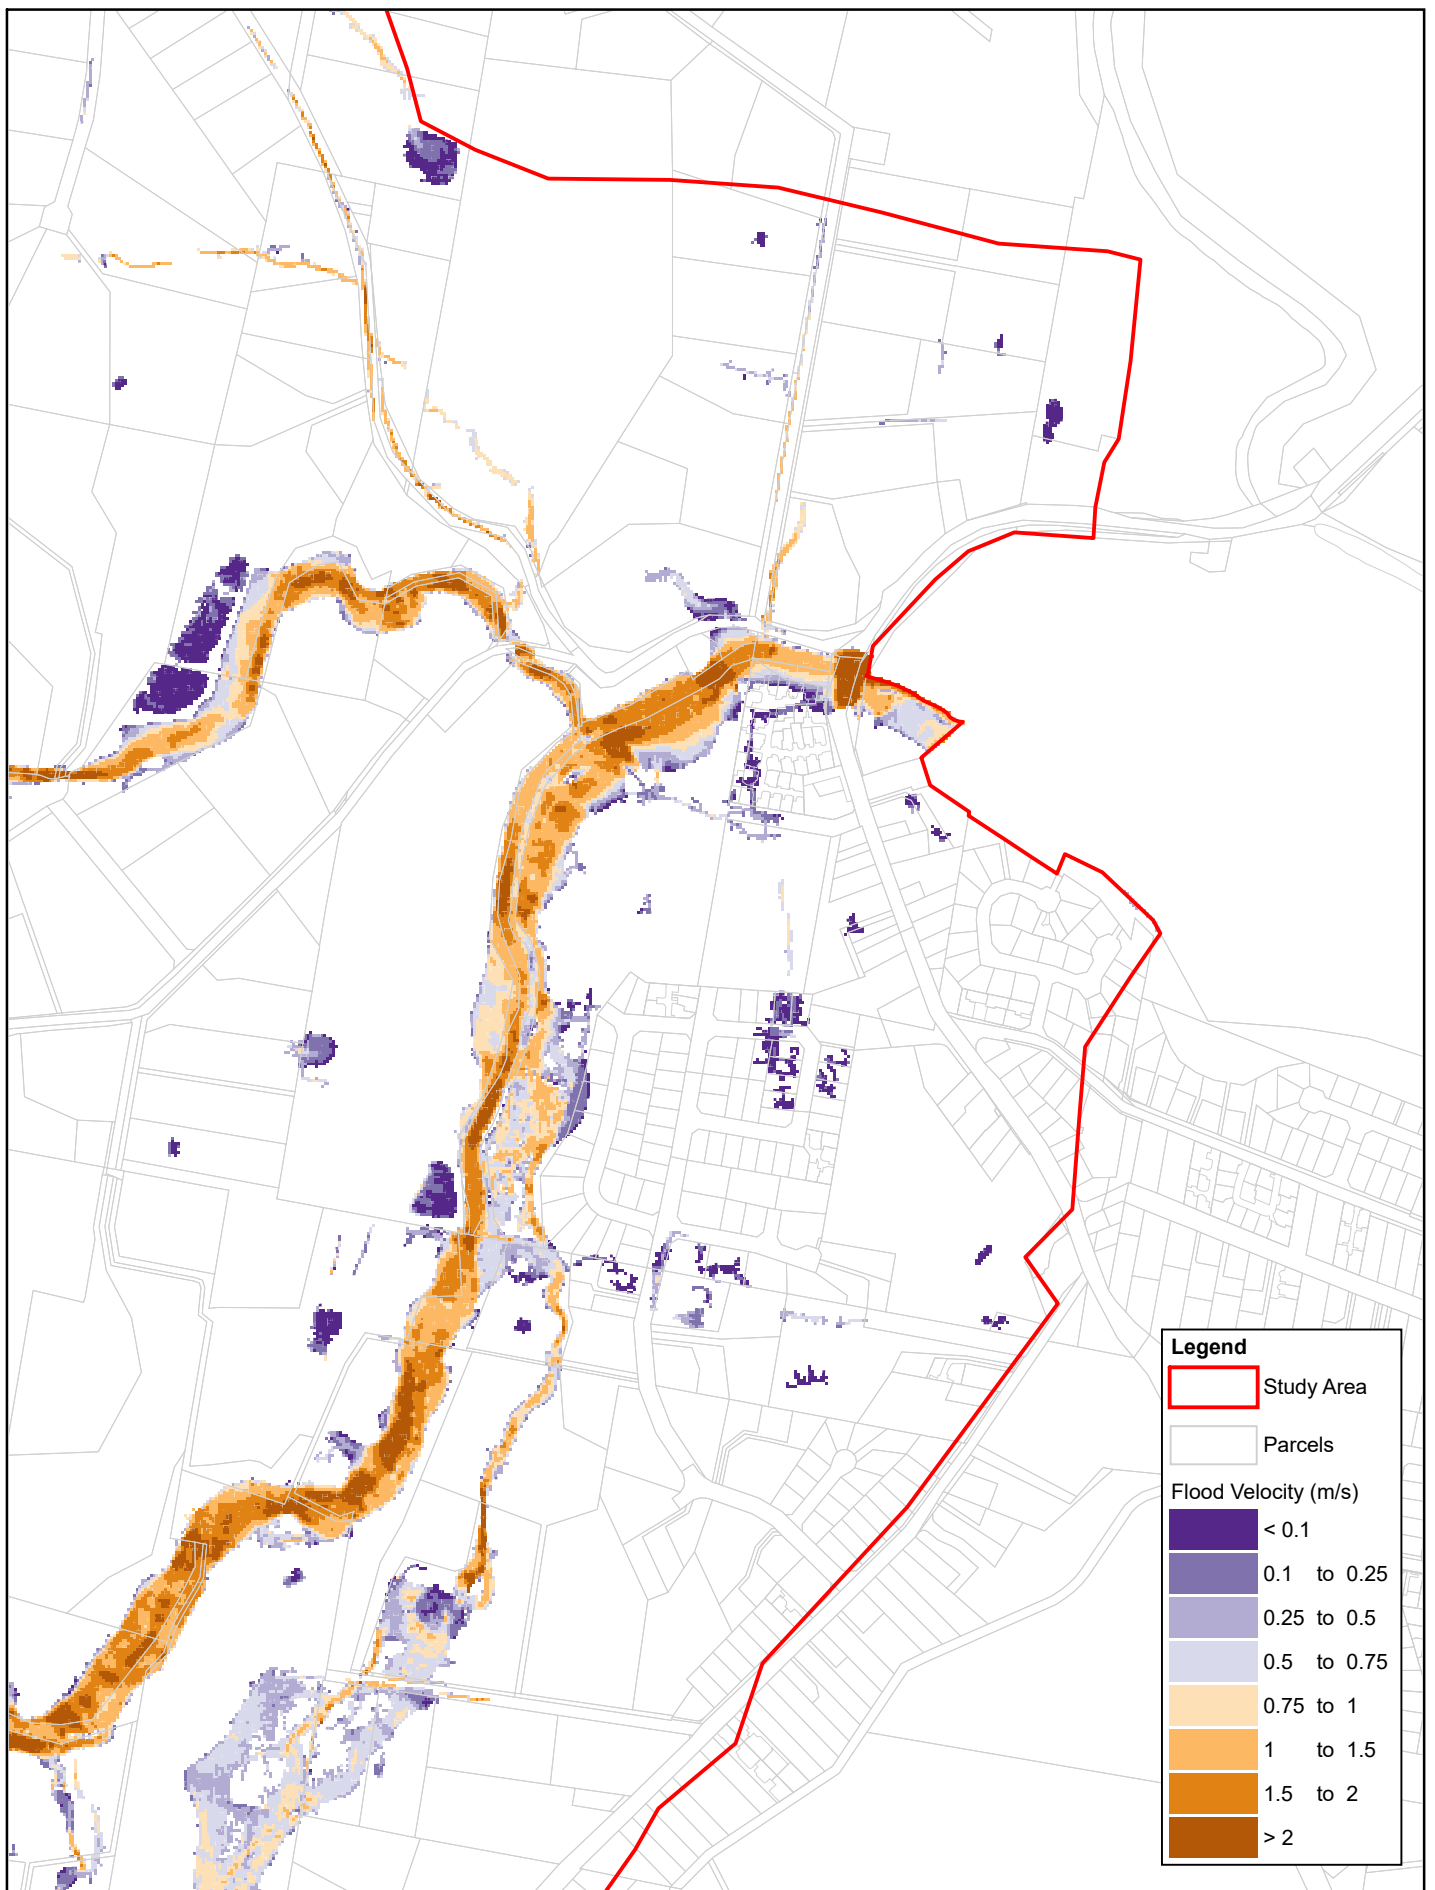 Legend
Study Area
Parcels
Flood Velocity (m/s)
< 0.1
0.1 to 0.25
0.25 to 0.5
0.5 to 0.75
0.75 to 1
1 to 1.5
1.5 to 2
> 2